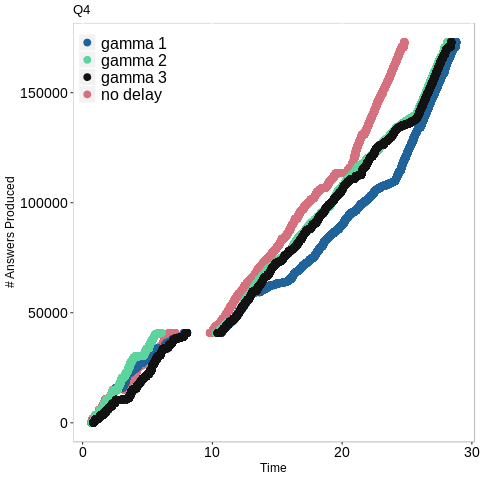 Q4
gamma 1
gamma 2
gamma 3
no delay
# Answers Produced
150000
100000
50000
0
0 10 20 30
Time